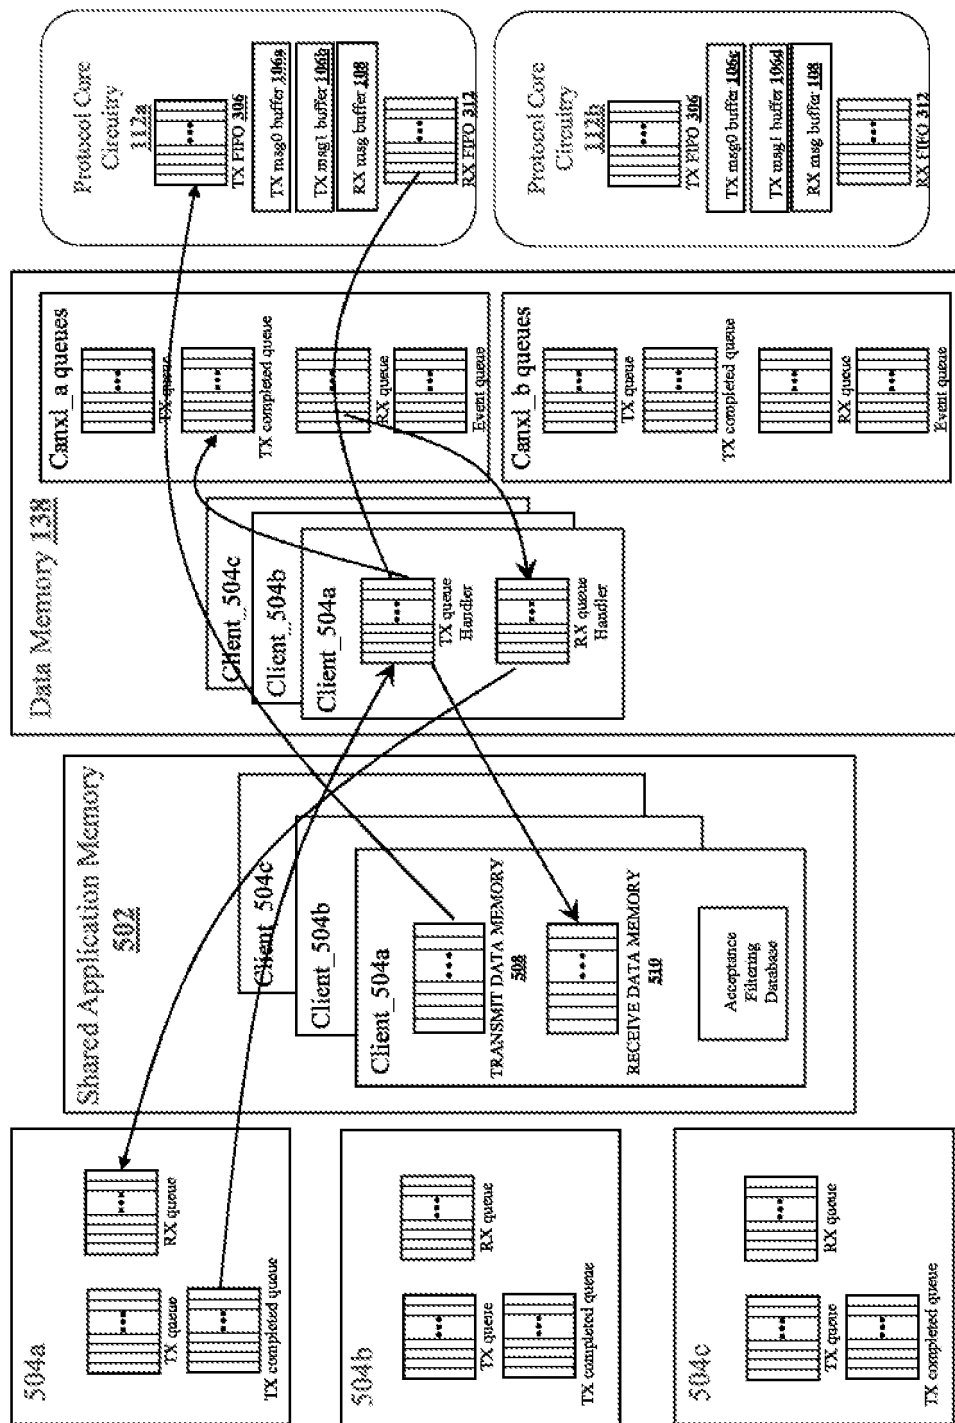 504a
TX queue
RX queue
TX completed queue
504b
TX queue
RX queue
TX completed queue
504c
TX queue
RX queue
TX completed queue
Shared Application Memory
502
Client_504c
Client_504b
Client_504a
TRANSMIT DATA MEMORY
508
RECEIVE DATA MEMORY
510
Acceptance
Filtering
Database
Data Memory 138
Client_504c
Client_504b
Client_504a
TX queue
Handler
RX queue
Handler
Canxl_a queues
TX queue
TX completed queue
RX queue
Event queue
Canxl_b queues
TX queue
TX completed queue
RX queue
Event queue
Protocol Core
Circuitry
112a
TX FIFO 306
TX msg0 buffer 106a
TX msg1 buffer 106b
RX msg buffer 108
RX FIFO 312
Protocol Core
Circuitry
112b
TX FIFO 306
TX msg0 buffer 106c
TX msg1 buffer 106d
RX msg buffer 108
RX FIFO 312